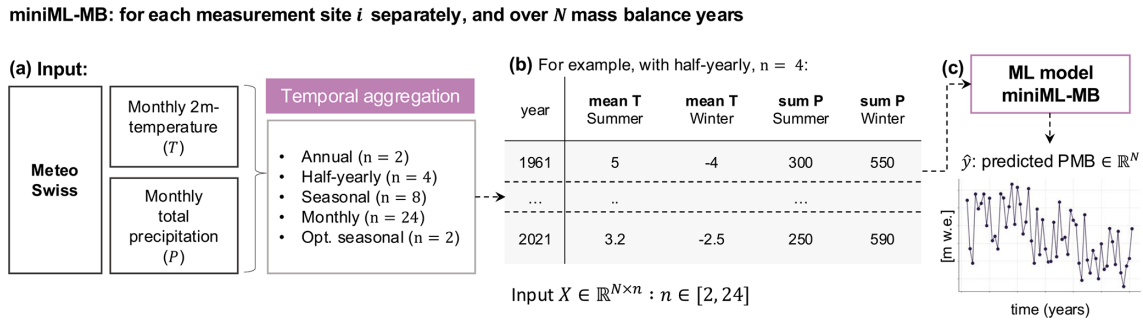 miniML-MB: for each measurement site i separately, and over N mass balance years
(a) Input:
Meteo
Swiss
Monthly 2m-
temperature
(T)
Monthly
total
precipitation
(P)
Temporal aggregation
• Annual (n = 2)
• Half-yearly (n = 4)
• Seasonal (n = 8)
• Monthly (n = 24)
• Opt. seasonal (n = 2)
(b) For example, with half-yearly, n = 4:
year mean T Summer mean T Winter sum P Summer sum P Winter
1961 5 -4 300 550
... .. ...
2021 3.2 -2.5 250 590
Input X ∈ ℝ^{N×n} : n ∈ [2, 24]
(c)
ML model
miniML-MB
ŷ: predicted PMB ∈ ℝ^N
[m w.e.]
time (years)